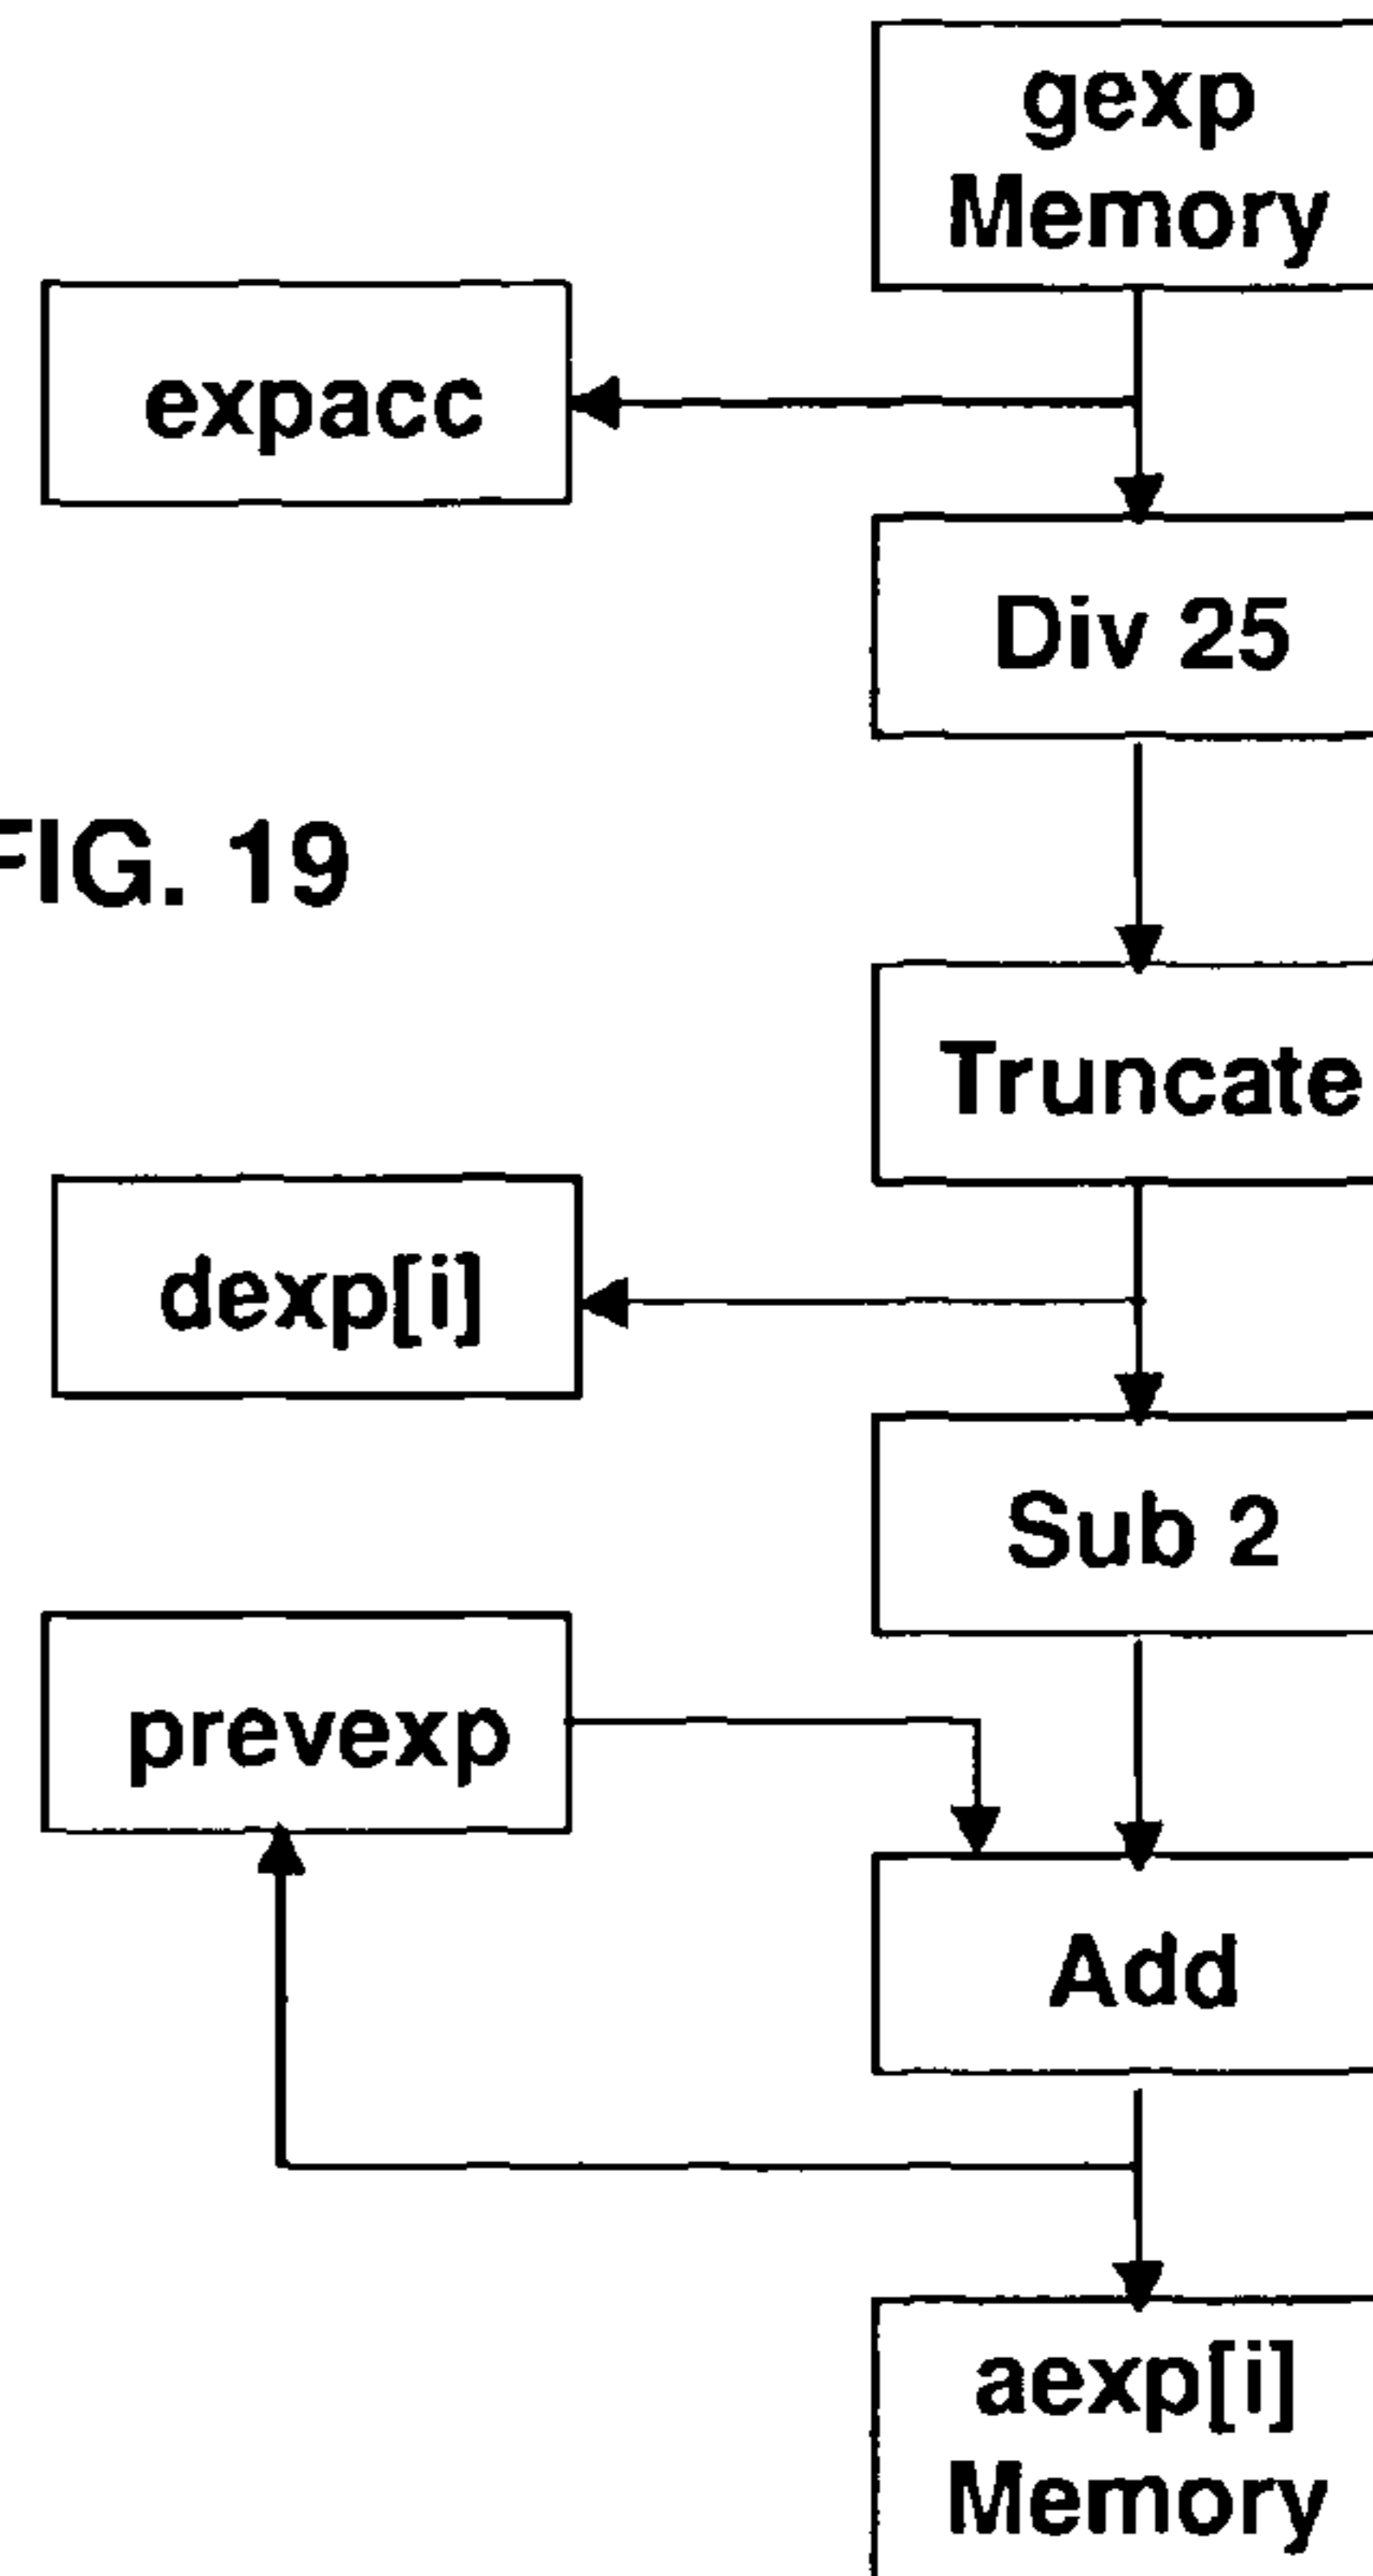 gexp
Memory
expacc
Div 25
FIG. 19
Truncate
dexp[i]
Sub 2
prevexp
Add
aexp[i]
Memory